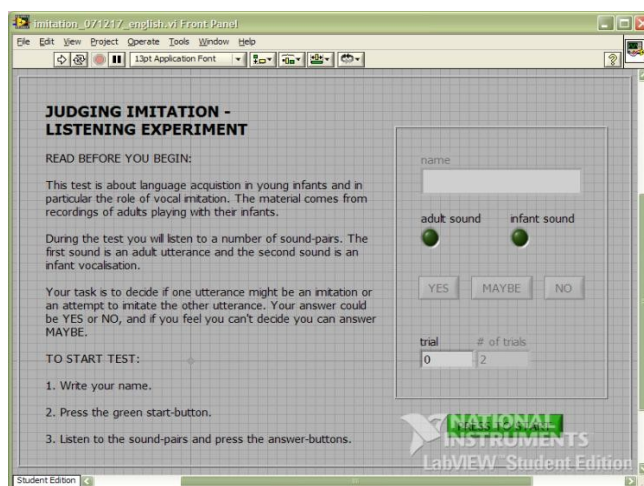 imitation_071217_english.vi Front Panel
File Edit View Project Operate Tools Window Help
13pt Application Font
JUDGING IMITATION -
LISTENING EXPERIMENT
READ BEFORE YOU BEGIN:
This test is about language acquistion in young infants and in
particular the role of vocal imitation. The material comes from
recordings of adults playing with their infants.
During the test you will listen to a number of sound-pairs. The
first sound is an adult utterance and the second sound is an
infant vocalisation.
Your task is to decide if one utterance might be an imitation or
an attempt to imitate the other utterance. Your answer could
be YES or NO, and if you feel you can't decide you can answer
MAYBE.
TO START TEST:
1. Write your name.
2. Press the green start-button.
3. Listen to the sound-pairs and press the answer-buttons.
name
adult sound infant sound
YES MAYBE NO
trial # of trials
0 2
PRESS TO START
NATIONAL
INSTRUMENTS
LabVIEW Student Edition
Student Edition